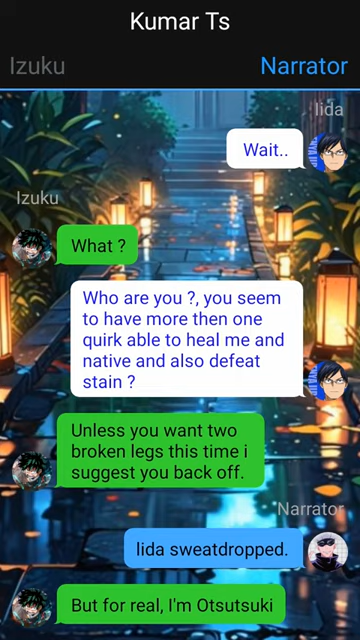 Kumar Ts
Izuku
Narrator
Iida
Wait..
Izuku
What ?
Who are you ?, you seem
to have more then one
quirk able to heal me and
native and also defeat
stain ?
Unless you want two
broken legs this time i
suggest you back off.
Narrator
Iida sweatdropped.
But for real, I'm Otsutsuki